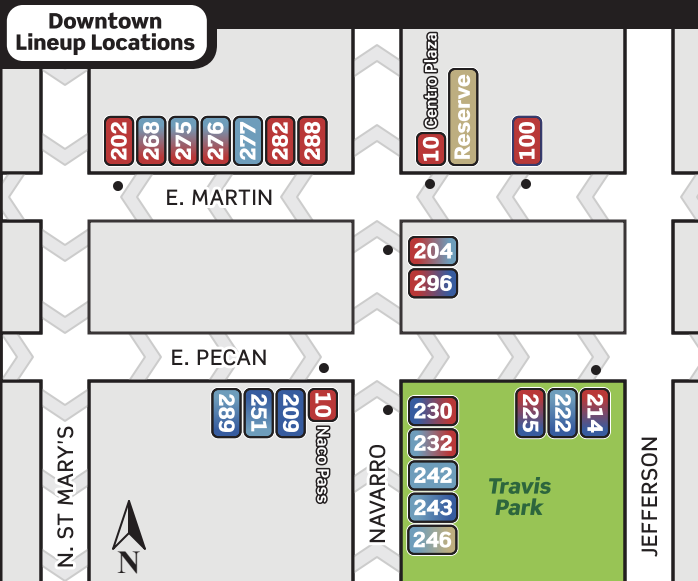 Downtown
Lineup Locations
202
268
275
276
277
282
288
10
Centro Plaza
Reserve
100
E. MARTIN
204
296
E. PECAN
289
251
209
10
Naco Pass
230
232
242
243
246
225
222
214
Travis
Park
N. ST MARY'S
NAVARRO
JEFFERSON
N